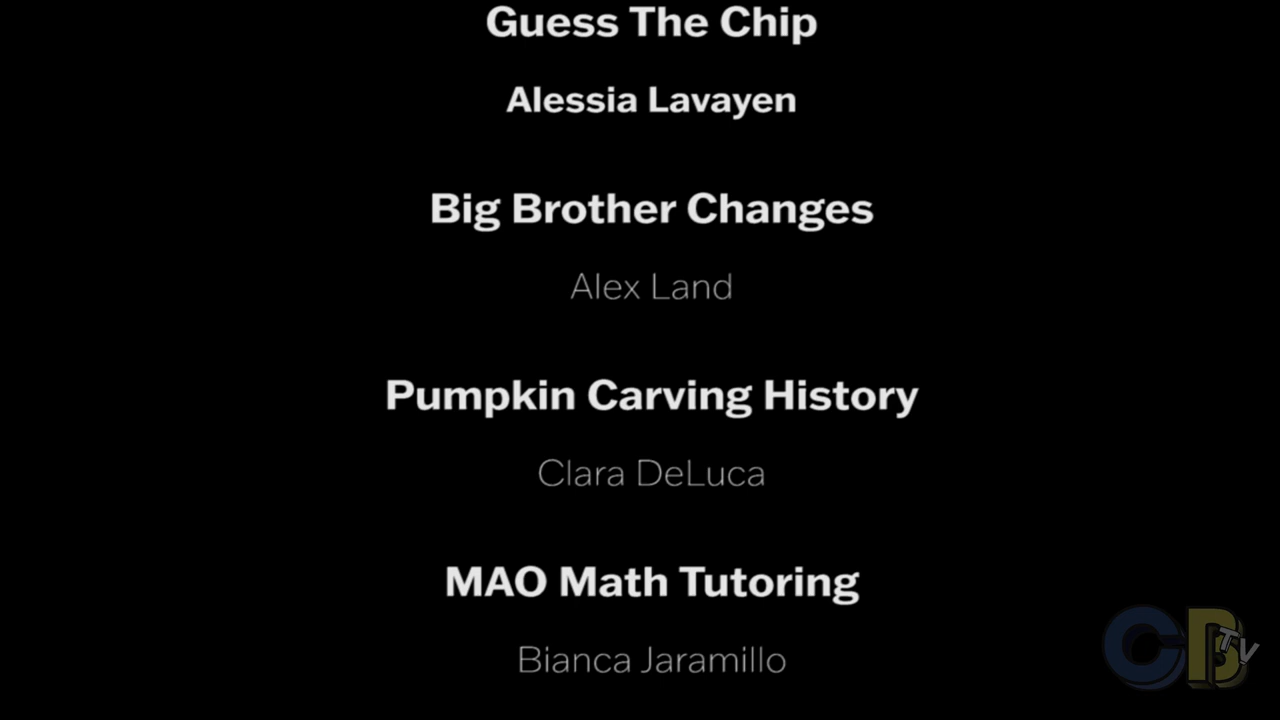 Guess The Chip
Alessia Lavayen
Big Brother Changes
Alex Land
Pumpkin Carving History
Clara DeLuca
MAO Math Tutoring
Bianca Jaramillo
CBTV